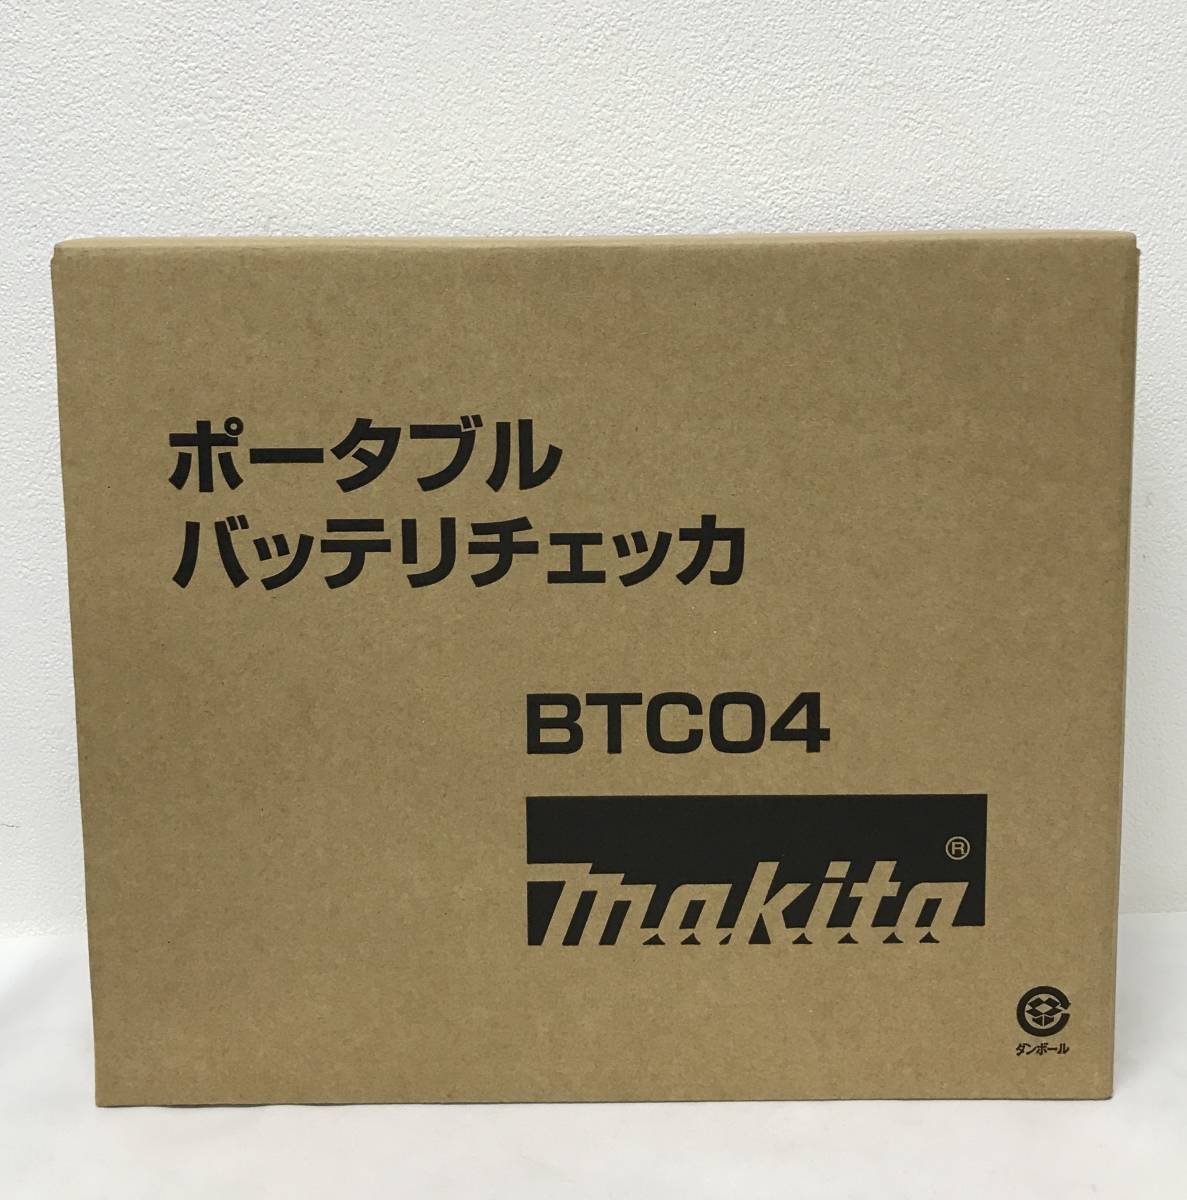 ポータブル
バッテリチェッカ
BTC04
makita®
ダンボール